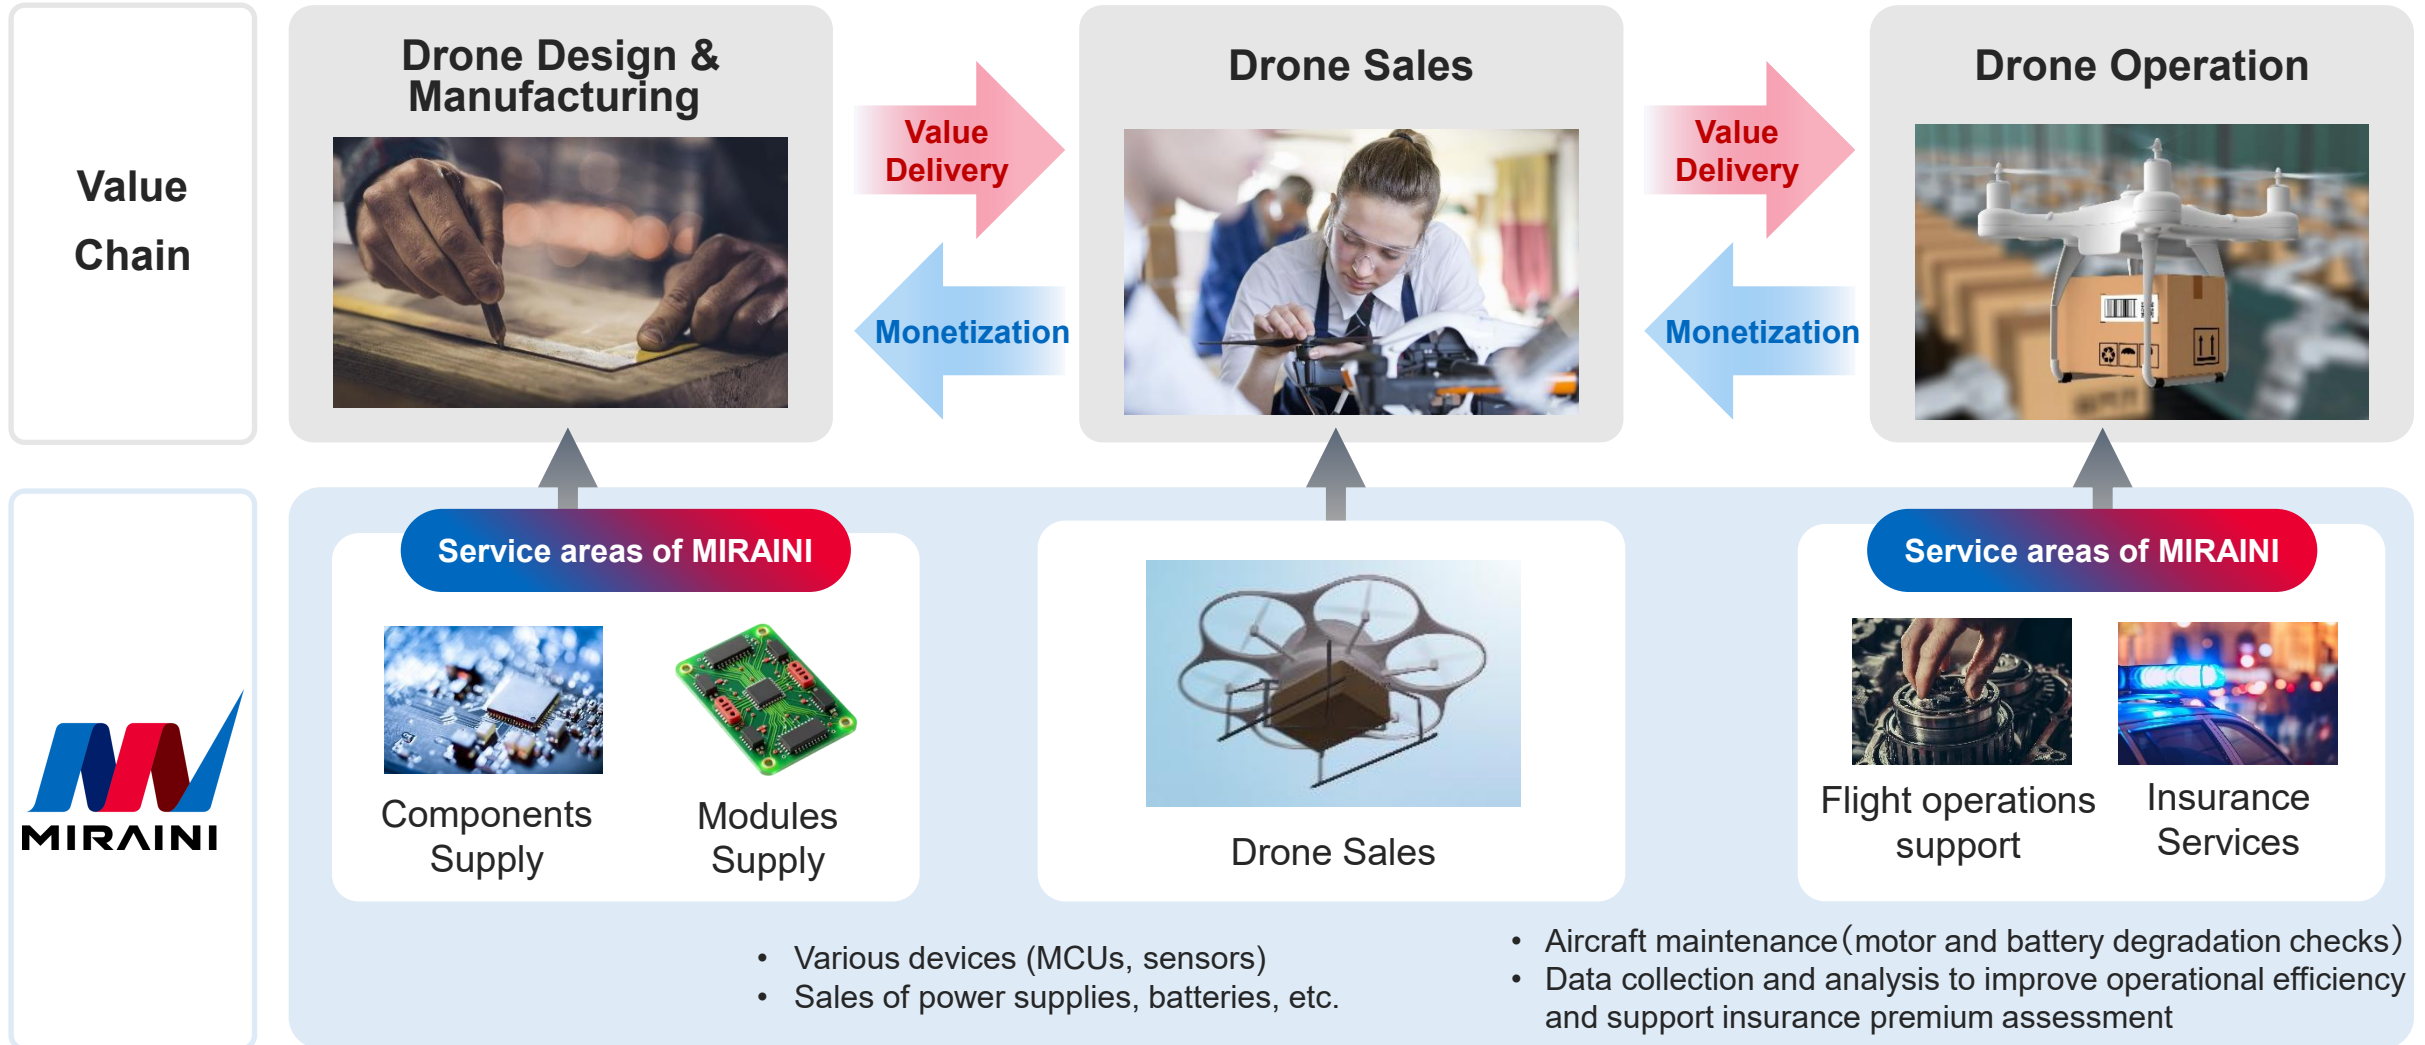 Value
Chain
Drone Design &
Manufacturing
Value
Delivery
Monetization
Drone Sales
Value
Delivery
Monetization
Drone Operation
MIRAINI
Service areas of MIRAINI
Components
Supply
Modules
Supply
Drone Sales
Service areas of MIRAINI
Flight operations
support
Insurance
Services
• Various devices (MCUs, sensors)
• Sales of power supplies, batteries, etc.
• Aircraft maintenance（motor and battery degradation checks）
• Data collection and analysis to improve operational efficiency
and support insurance premium assessment